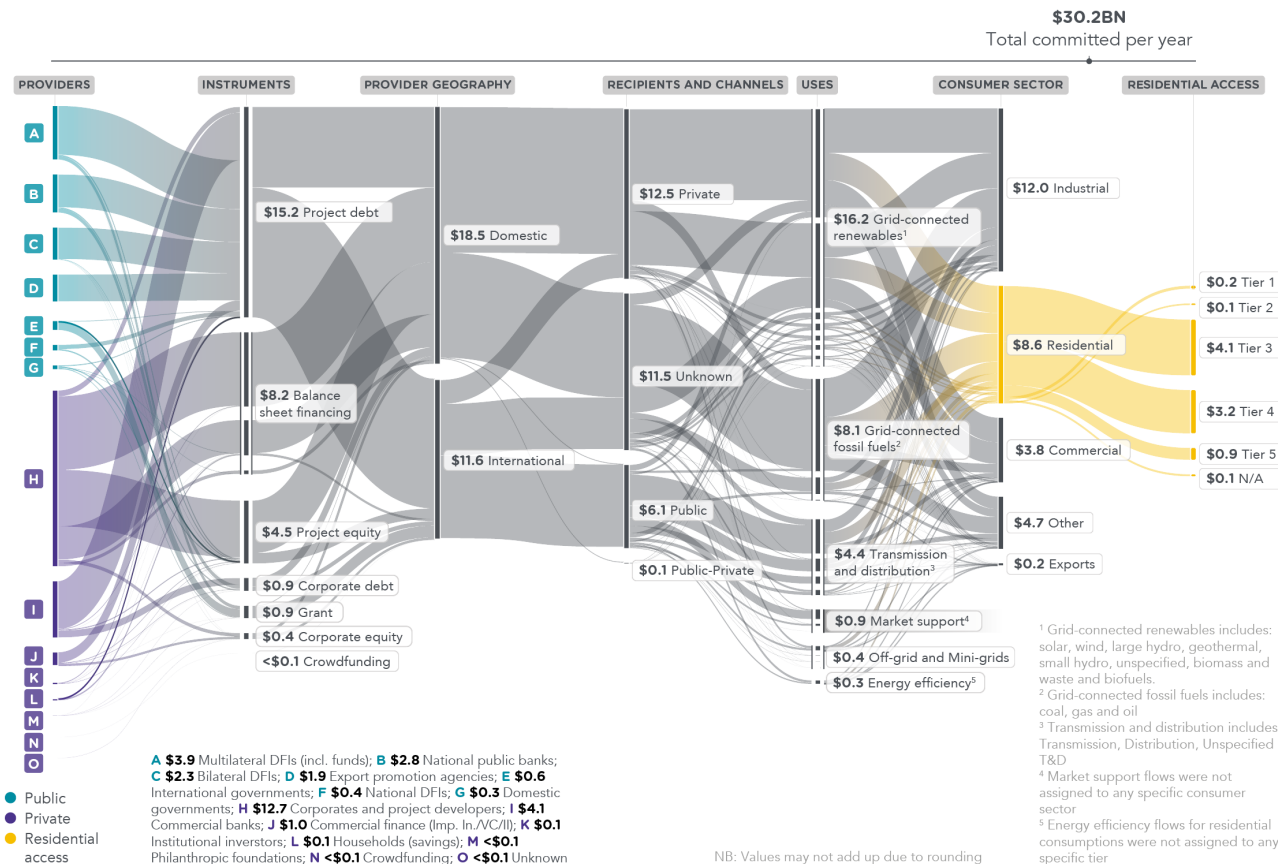 $30.2BN
Total committed per year
PROVIDERS
INSTRUMENTS
PROVIDER GEOGRAPHY
RECIPIENTS AND CHANNELS
USES
CONSUMER SECTOR
RESIDENTIAL ACCESS
A
B
C
D
E
F
G
H
I
J
K
L
M
N
O
$15.2 Project debt
$8.2 Balance
sheet financing
$4.5 Project equity
$0.9 Corporate debt
$0.9 Grant
$0.4 Corporate equity
<$0.1 Crowdfunding
$18.5 Domestic
$11.6 International
$12.5 Private
$11.5 Unknown
$6.1 Public
$0.1 Public-Private
$16.2 Grid-connected
renewables1
$8.1 Grid-connected
fossil fuels2
$4.4 Transmission
and distribution3
$0.9 Market support4
$0.4 Off-grid and Mini-grids
$0.3 Energy efficiency5
$12.0 Industrial
$8.6 Residential
$3.8 Commercial
$4.7 Other
$0.2 Exports
$0.2 Tier 1
$0.1 Tier 2
$4.1 Tier 3
$3.2 Tier 4
$0.9 Tier 5
$0.1 N/A
1 Grid-connected renewables includes:
solar, wind, large hydro, geothermal,
small hydro, unspecified, biomass and
waste and biofuels.
2 Grid-connected fossil fuels includes:
coal, gas and oil
3 Transmission and distribution includes
Transmission, Distribution, Unspecified
T&D
4 Market support flows were not
assigned to any specific consumer
sector
5 Energy efficiency flows for residential
consumptions were not assigned to any
specific tier
Public
Private
Residential
access
A $3.9 Multilateral DFIs (incl. funds); B $2.8 National public banks;
C $2.3 Bilateral DFIs; D $1.9 Export promotion agencies; E $0.6
International governments; F $0.4 National DFIs; G $0.3 Domestic
governments; H $12.7 Corporates and project developers; I $4.1
Commercial banks; J $1.0 Commercial finance (Imp. In./VC/II); K $0.1
Institutional inverstors; L $0.1 Households (savings); M <$0.1
Philanthropic foundations; N <$0.1 Crowdfunding; O <$0.1 Unknown
NB: Values may not add up due to rounding